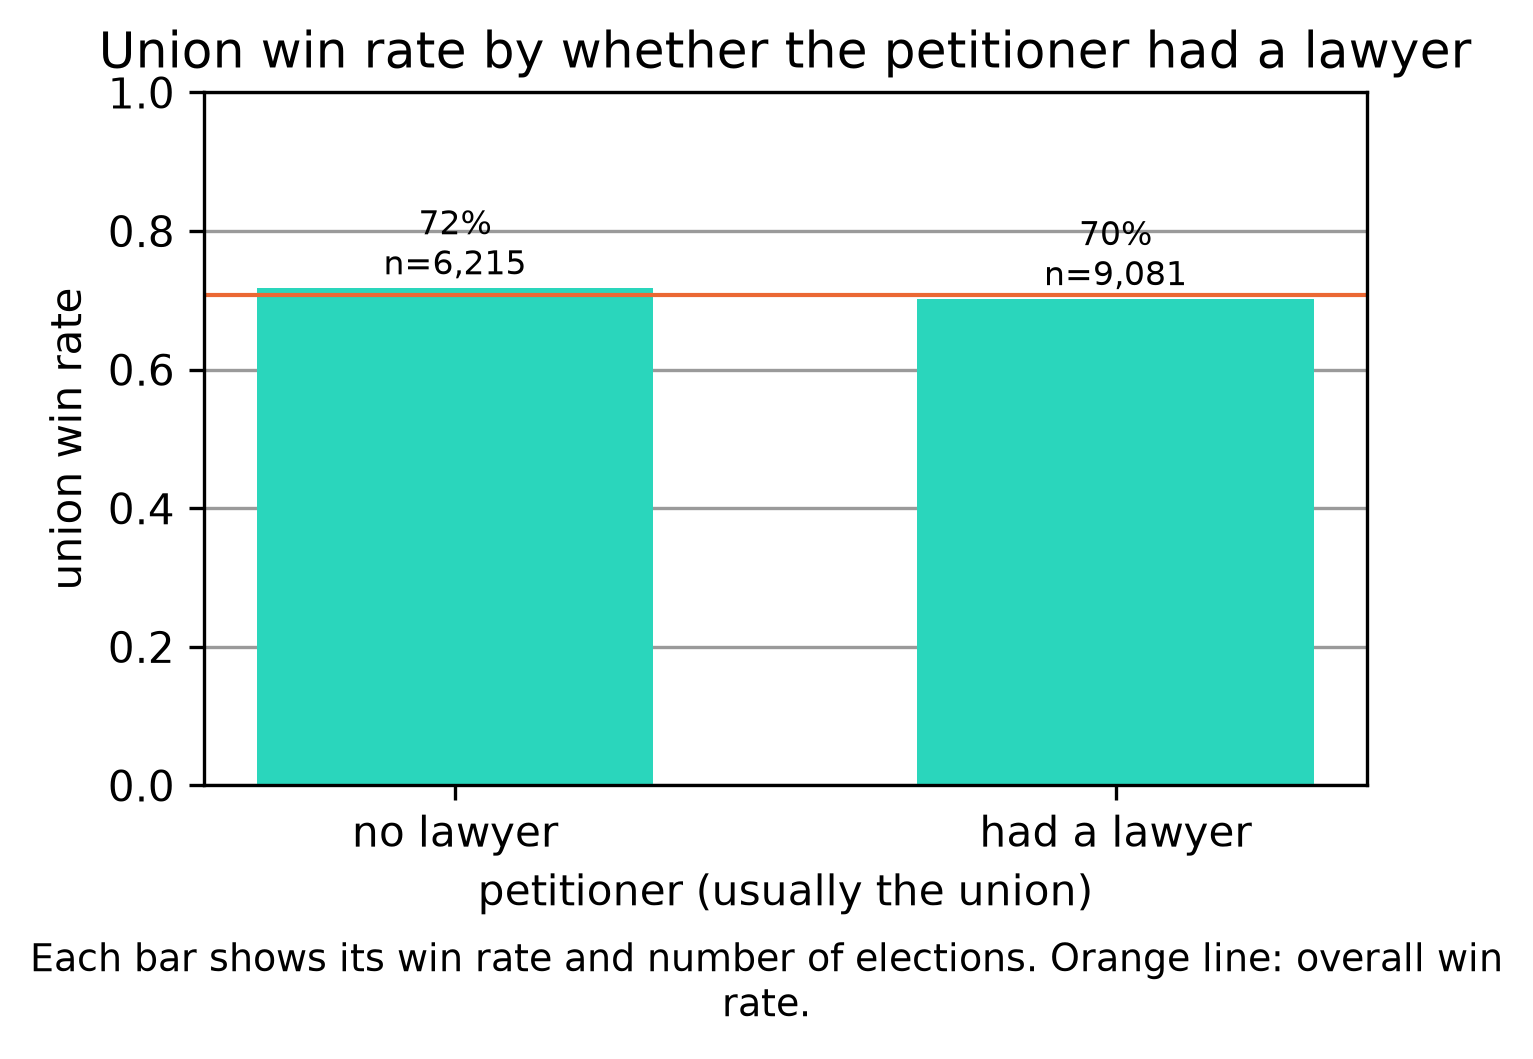 Union win rate by whether the petitioner had a lawyer
1.0
0.8
0.6
0.4
0.2
0.0
union win rate
72%
n=6,215
70%
n=9,081
no lawyer
had a lawyer
petitioner (usually the union)
Each bar shows its win rate and number of elections. Orange line: overall win
rate.